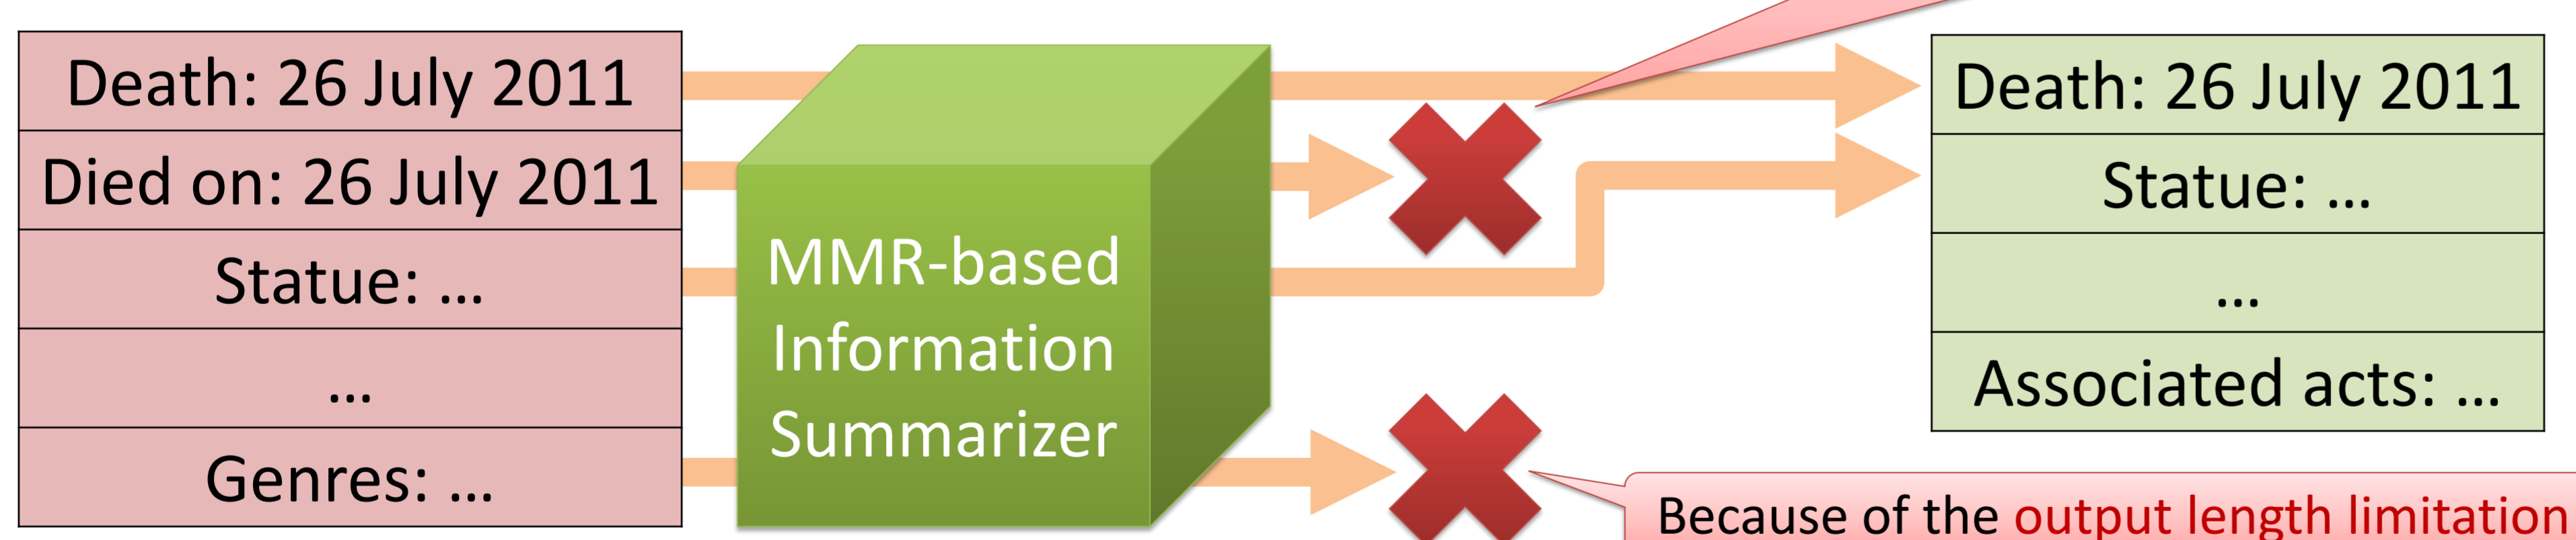 Death: 26 July 2011
Died on: 26 July 2011
Statue: ...
...
Genres: ...
MMR-based
Information
Summarizer
Death: 26 July 2011
Statue: ...
...
Associated acts: ...
Because of the output length limitation